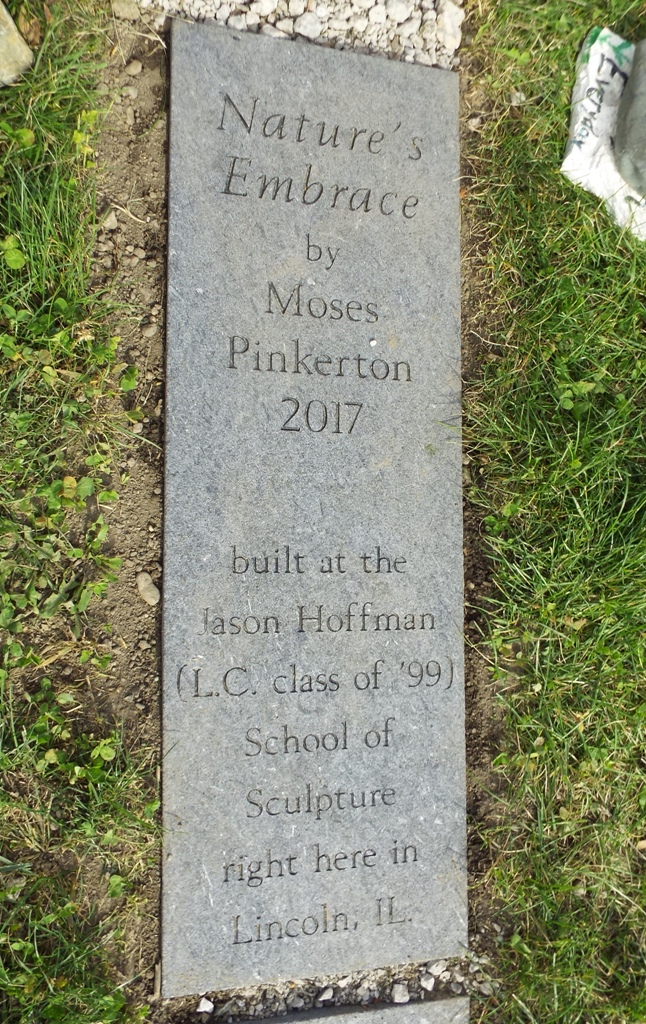 Nature's
Embrace
by
Moses
Pinkerton
2017
built at the
Jason Hoffman
(L.C. class of '99)
School of
Sculpture
right here in
Lincoln, IL.
Everyday